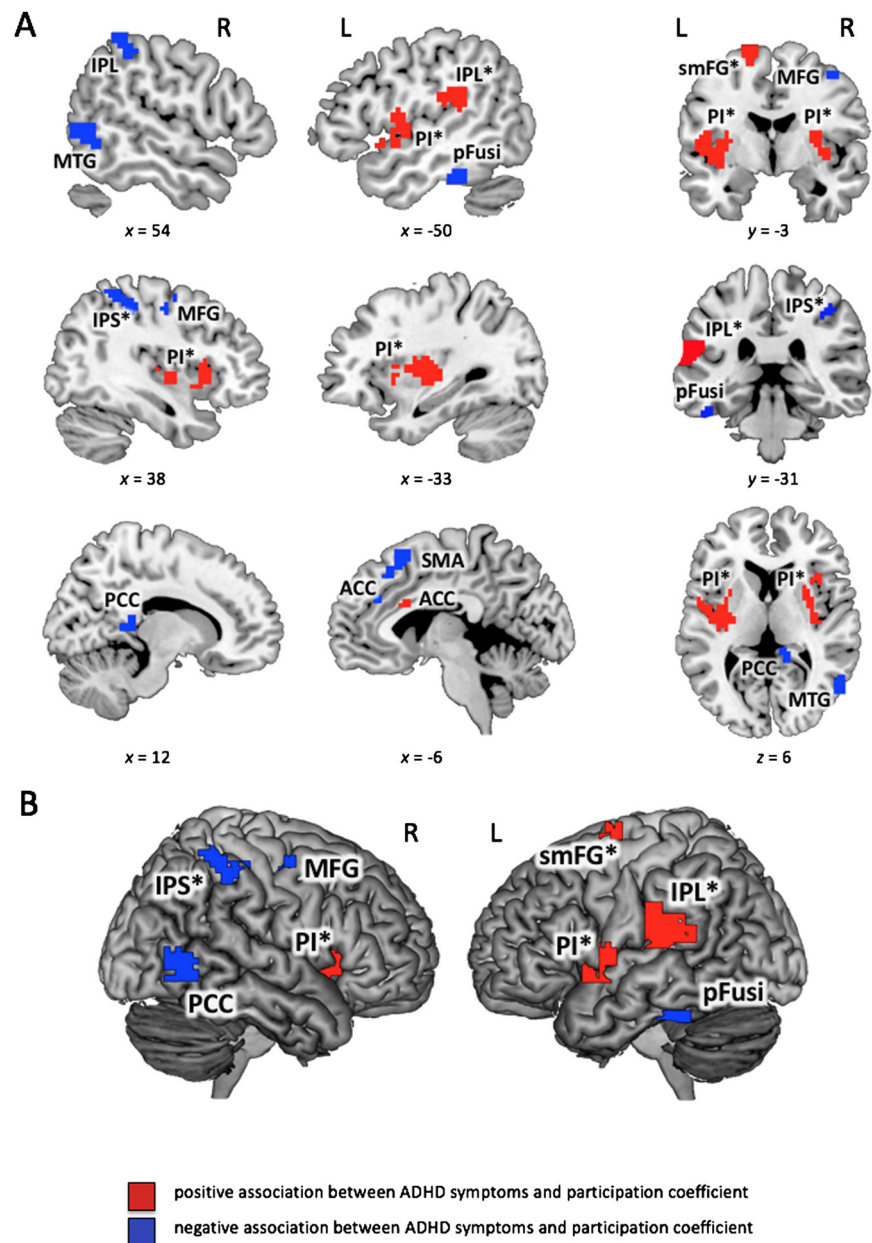 A
R
L
L
R
IPL
MTG
x = 54
IPL*
PI*
pFusi
x = -50
smFG*
MFG
PI*
PI*
y = -3
IPS*
MFG
PI*
x = 38
PI*
x = -33
IPS*
IPL*
pFusi
y = -31
PCC
x = 12
SMA
ACC
ACC
x = -6
PI*
PI*
PCC
MTG
z = 6
B
R
L
IPS*
MFG
PI*
PCC
smFG*
IPL*
PI*
pFusi
positive association between ADHD symptoms and participation coefficient
negative association between ADHD symptoms and participation coefficient